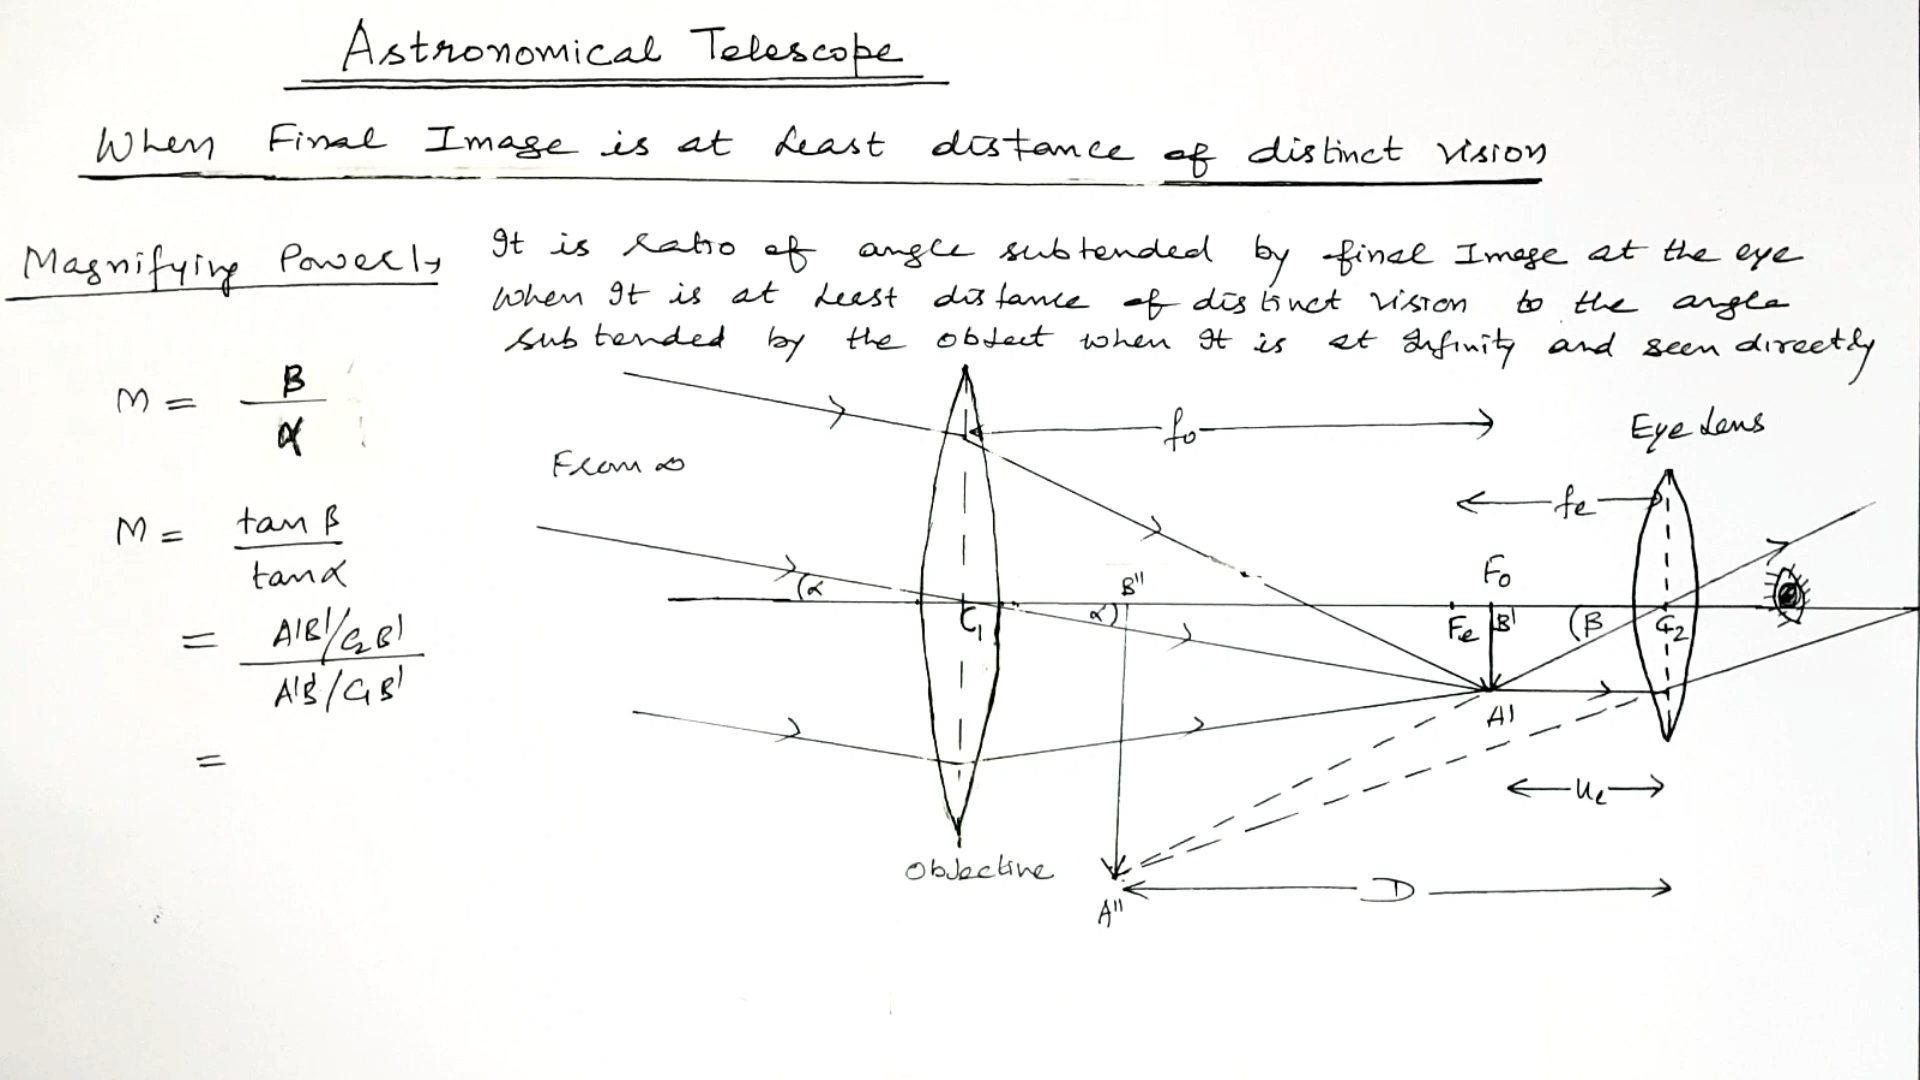 Astronomical Telescope
When Final Image is at Least distance of distinct vision
Magnifying Power :-
It is ratio of angle subtended by final Image at the eye
when It is at Least distance of distinct vision to the angle
subtended by the object when It is at Infinity and seen directly
M = β / α
From ∞
fo
Eye Lens
M = tan β / tan α
fe
Fo
(α
C1
α)
B"
Fe
B'
(β
C2
= A'B'/C2B' / A'B'/C1B'
A'
=
ue
Objective
D
A"